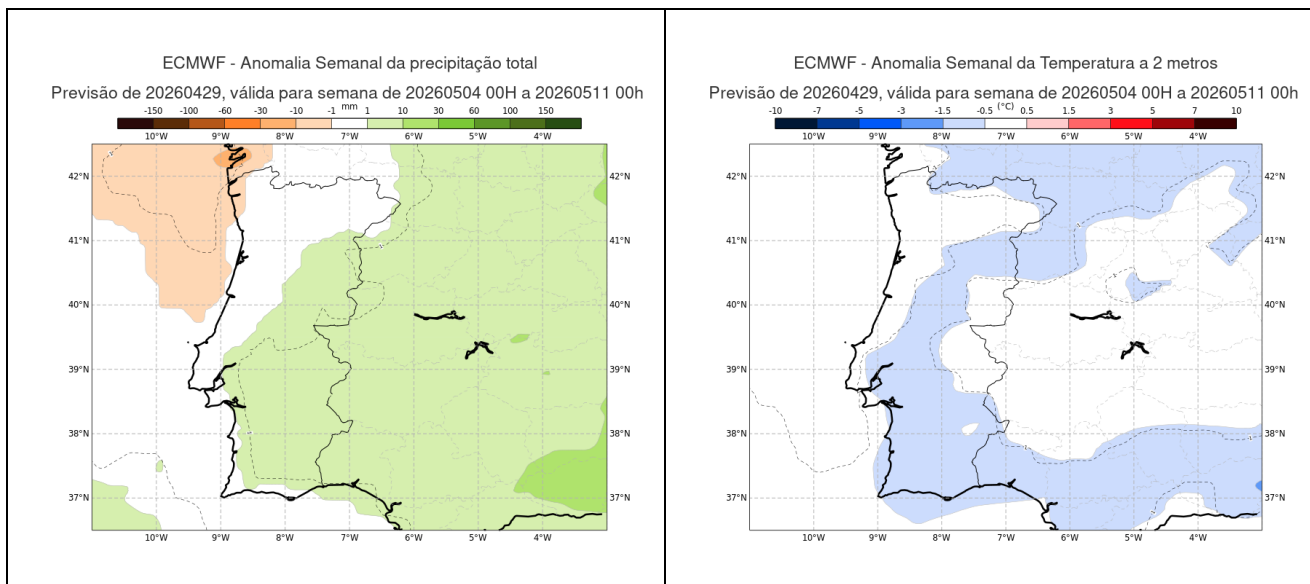 ECMWF - Anomalia Semanal da precipitação total
Previsão de 20260429, válida para semana de 20260504 00H a 20260511 00h
-150 -100 -60 -30 -10 -1 mm 1 10 30 60 100 150
10°W 9°W 8°W 7°W 6°W 5°W 4°W
42°N 42°N
41°N 41°N
40°N 40°N
39°N 39°N
38°N 38°N
37°N 37°N
10°W 9°W 8°W 7°W 6°W 5°W 4°W
ECMWF - Anomalia Semanal da Temperatura a 2 metros
Previsão de 20260429, válida para semana de 20260504 00H a 20260511 00h
-10 -7 -5 -3 -1.5 -0.5 (°C) 0.5 1.5 3 5 7 10
10°W 9°W 8°W 7°W 6°W 5°W 4°W
42°N 42°N
41°N 41°N
40°N 40°N
39°N 39°N
38°N 38°N
37°N 37°N
10°W 9°W 8°W 7°W 6°W 5°W 4°W